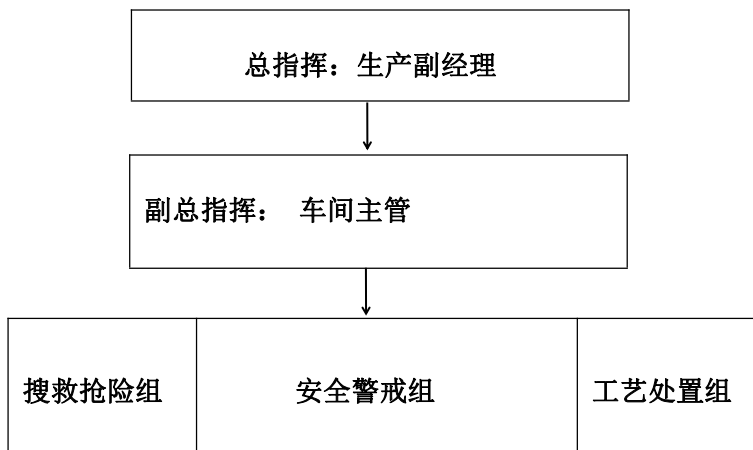 总指挥：生产副经理
副总指挥： 车间主管
搜救抢险组
安全警戒组
工艺处置组